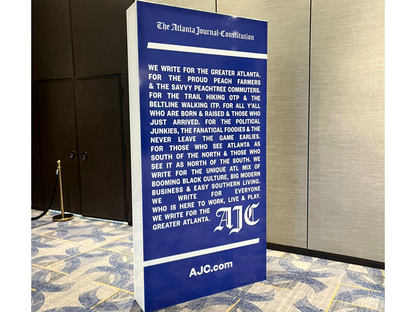 The Atlanta Journal-Constitution
WE WRITE FOR THE GREATER ATLANTA.
FOR THE PROUD PEACH FARMERS
& THE SAVVY PEACHTREE COMMUTERS.
FOR THE TRAIL HIKING OTP & THE
BELTLINE WALKING ITP. FOR ALL Y'ALL
WHO ARE BORN & RAISED & THOSE WHO
JUST ARRIVED. FOR THE POLITICAL
JUNKIES, THE FANATICAL FOODIES & THE
NEVER LEAVE THE GAME EARLIES.
FOR THOSE WHO SEE ATLANTA AS
SOUTH OF THE NORTH & THOSE WHO
SEE IT AS NORTH OF THE SOUTH. WE
WRITE FOR THE UNIQUE ATL MIX OF
BOOMING BLACK CULTURE, BIG MODERN
BUSINESS & EASY SOUTHERN LIVING.
WE WRITE FOR EVERYONE
WHO IS HERE TO WORK, LIVE & PLAY.
WE WRITE FOR THE
GREATER ATLANTA.
AJC
AJC.com